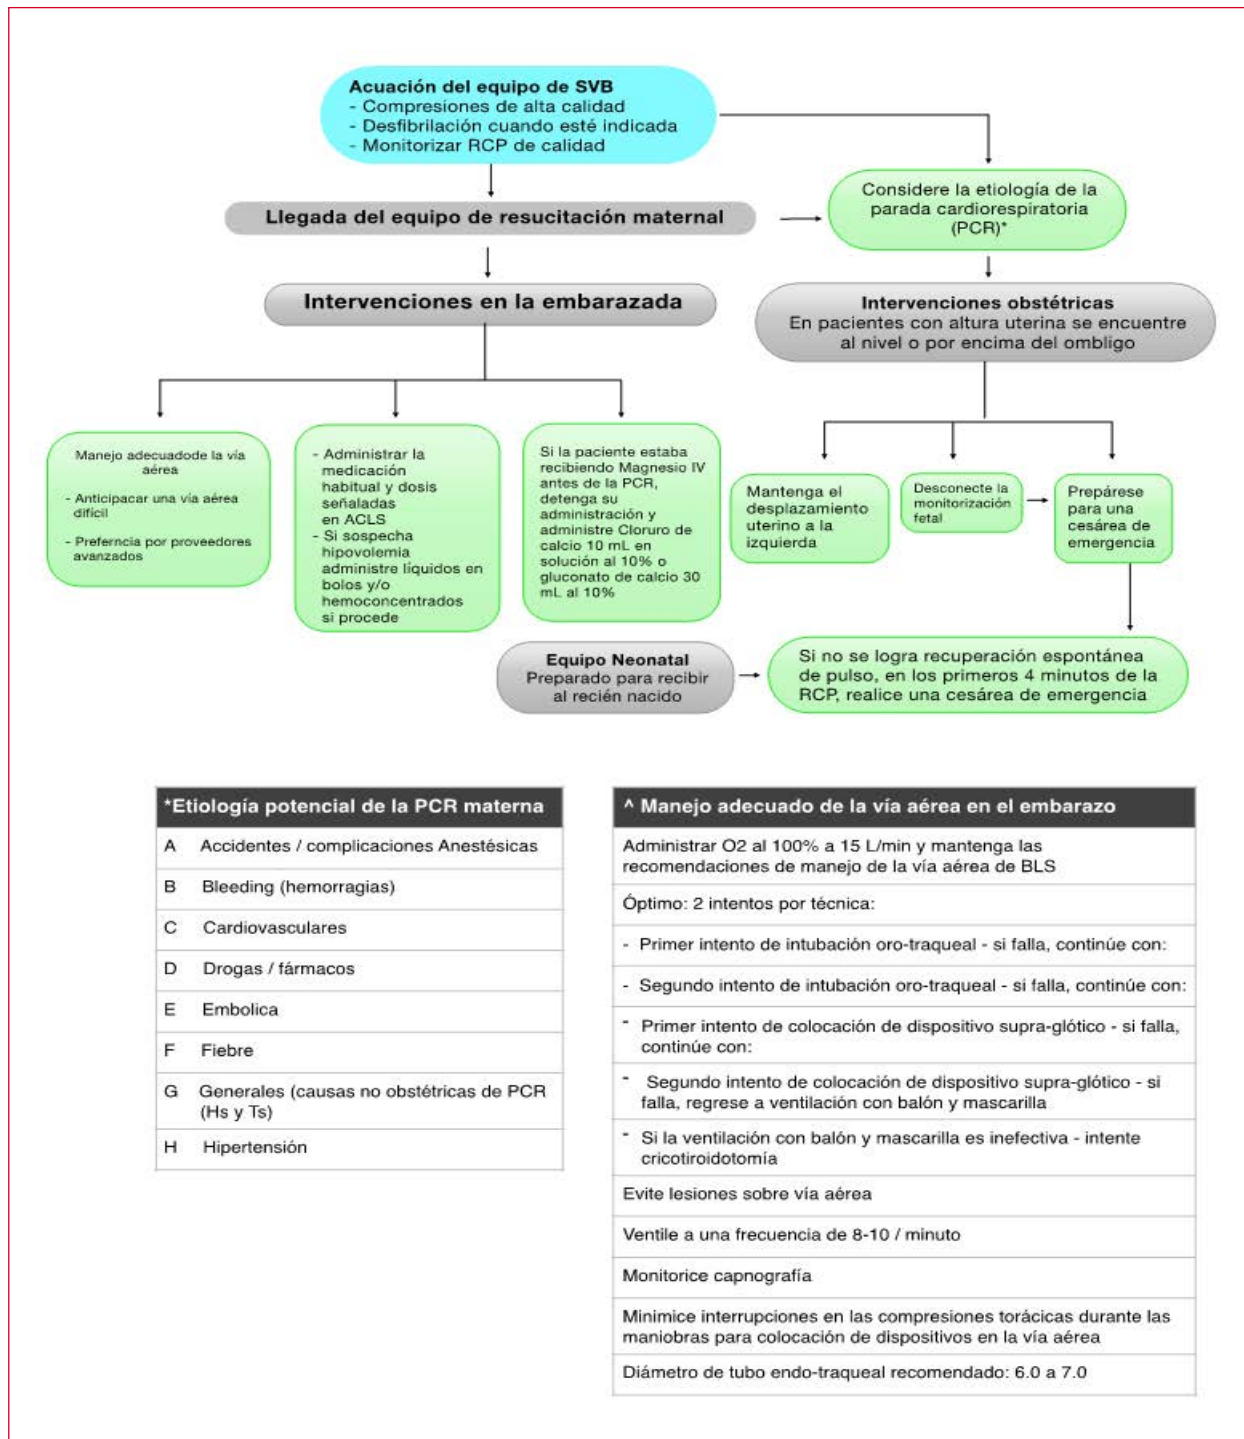 Acuación del equipo de SVB
- Compresiones de alta calidad
- Desfibrilación cuando esté indicada
- Monitorizar RCP de calidad
Llegada del equipo de resucitación maternal
Considere la etiología de la
parada cardiorespiratoria
(PCR)*
Intervenciones en la embarazada
Intervenciones obstétricas
En pacientes con altura uterina se encuentre
al nivel o por encima del ombligo
Manejo adecuadode la vía
aérea
- Anticipacar una vía aérea
difícil
- Preferncia por proveedores
avanzados
- Administrar la
medicación
habitual y dosis
señaladas
en ACLS
- Si sospecha
hipovolemia
administre líquidos en
bolos y/o
hemoconcentrados
si procede
Si la paciente estaba
recibiendo Magnesio IV
antes de la PCR,
detenga su
administración y
administre Cloruro de
calcio 10 mL en
solución al 10% o
gluconato de calcio 30
mL al 10%
Mantenga el
desplazamiento
uterino a la
izquierda
Desconecte la
monitorización
fetal
Prepárese
para una
cesárea de
emergencia
Equipo Neonatal
Preparado para recibir
al recién nacido
Si no se logra recuperación espontánea
de pulso, en los primeros 4 minutos de la
RCP, realice una cesárea de emergencia
*Etiología potencial de la PCR materna
A Accidentes / complicaciones Anestésicas
B Bleeding (hemorragias)
C Cardiovasculares
D Drogas / fármacos
E Embolica
F Fiebre
G Generales (causas no obstétricas de PCR
(Hs y Ts)
H Hipertensión
^ Manejo adecuado de la vía aérea en el embarazo
Administrar O2 al 100% a 15 L/min y mantenga las
recomendaciones de manejo de la vía aérea de BLS
Óptimo: 2 intentos por técnica:
- Primer intento de intubación oro-traqueal - si falla, continúe con:
- Segundo intento de intubación oro-traqueal - si falla, continúe con:
- Primer intento de colocación de dispositivo supra-glótico - si falla,
continúe con:
- Segundo intento de colocación de dispositivo supra-glótico - si
falla, regrese a ventilación con balón y mascarilla
- Si la ventilación con balón y mascarilla es inefectiva - intente
cricotiroidotomía
Evite lesiones sobre vía aérea
Ventile a una frecuencia de 8-10 / minuto
Monitorice capnografía
Minimice interrupciones en las compresiones torácicas durante las
maniobras para colocación de dispositivos en la vía aérea
Diámetro de tubo endo-traqueal recomendado: 6.0 a 7.0